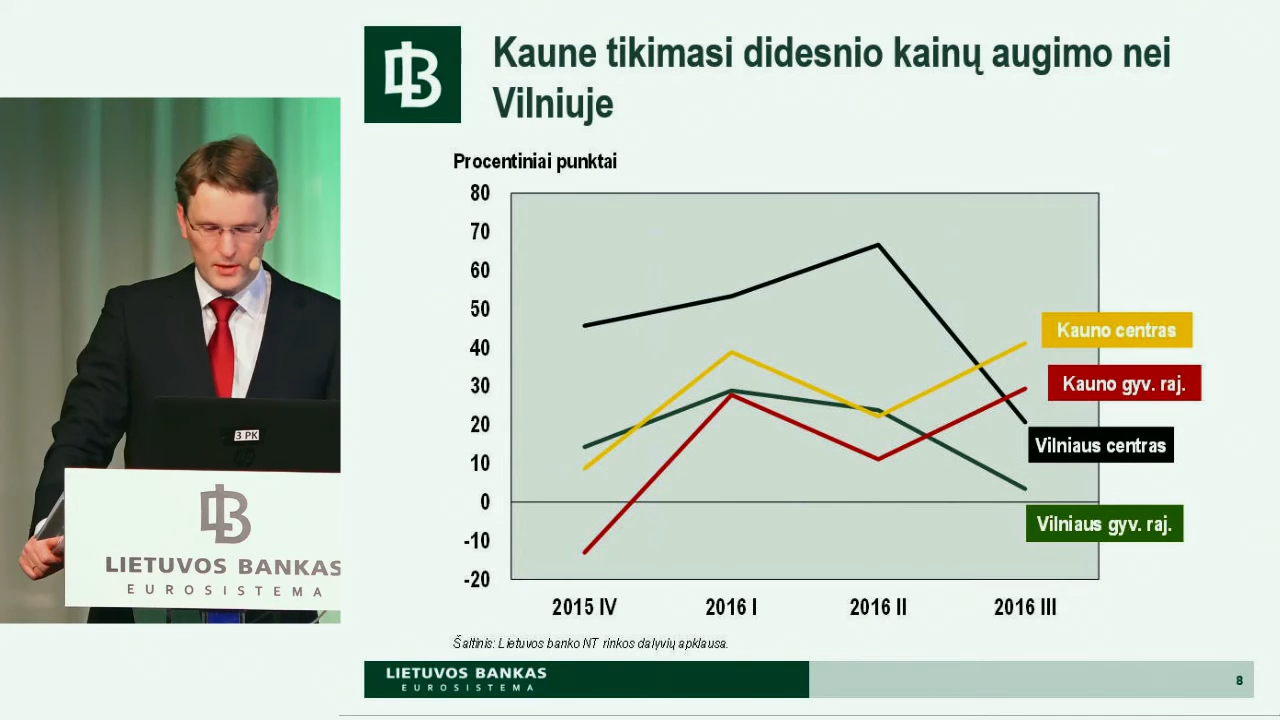 Kaune tikimasi didesnio kainų augimo nei
Vilniuje
Procentiniai punktai
80
70
60
50
40
30
20
10
0
-10
-20
Kauno centras
Kauno gyv. raj.
Vilniaus centras
Vilniaus gyv. raj.
2015 IV
2016 I
2016 II
2016 III
Šaltinis: Lietuvos banko NT rinkos dalyvių apklausa.
LIETUVOS BANKAS
EUROSISTEMA
8
3 PK
LIETUVOS BANKAS
EUROSISTEMA